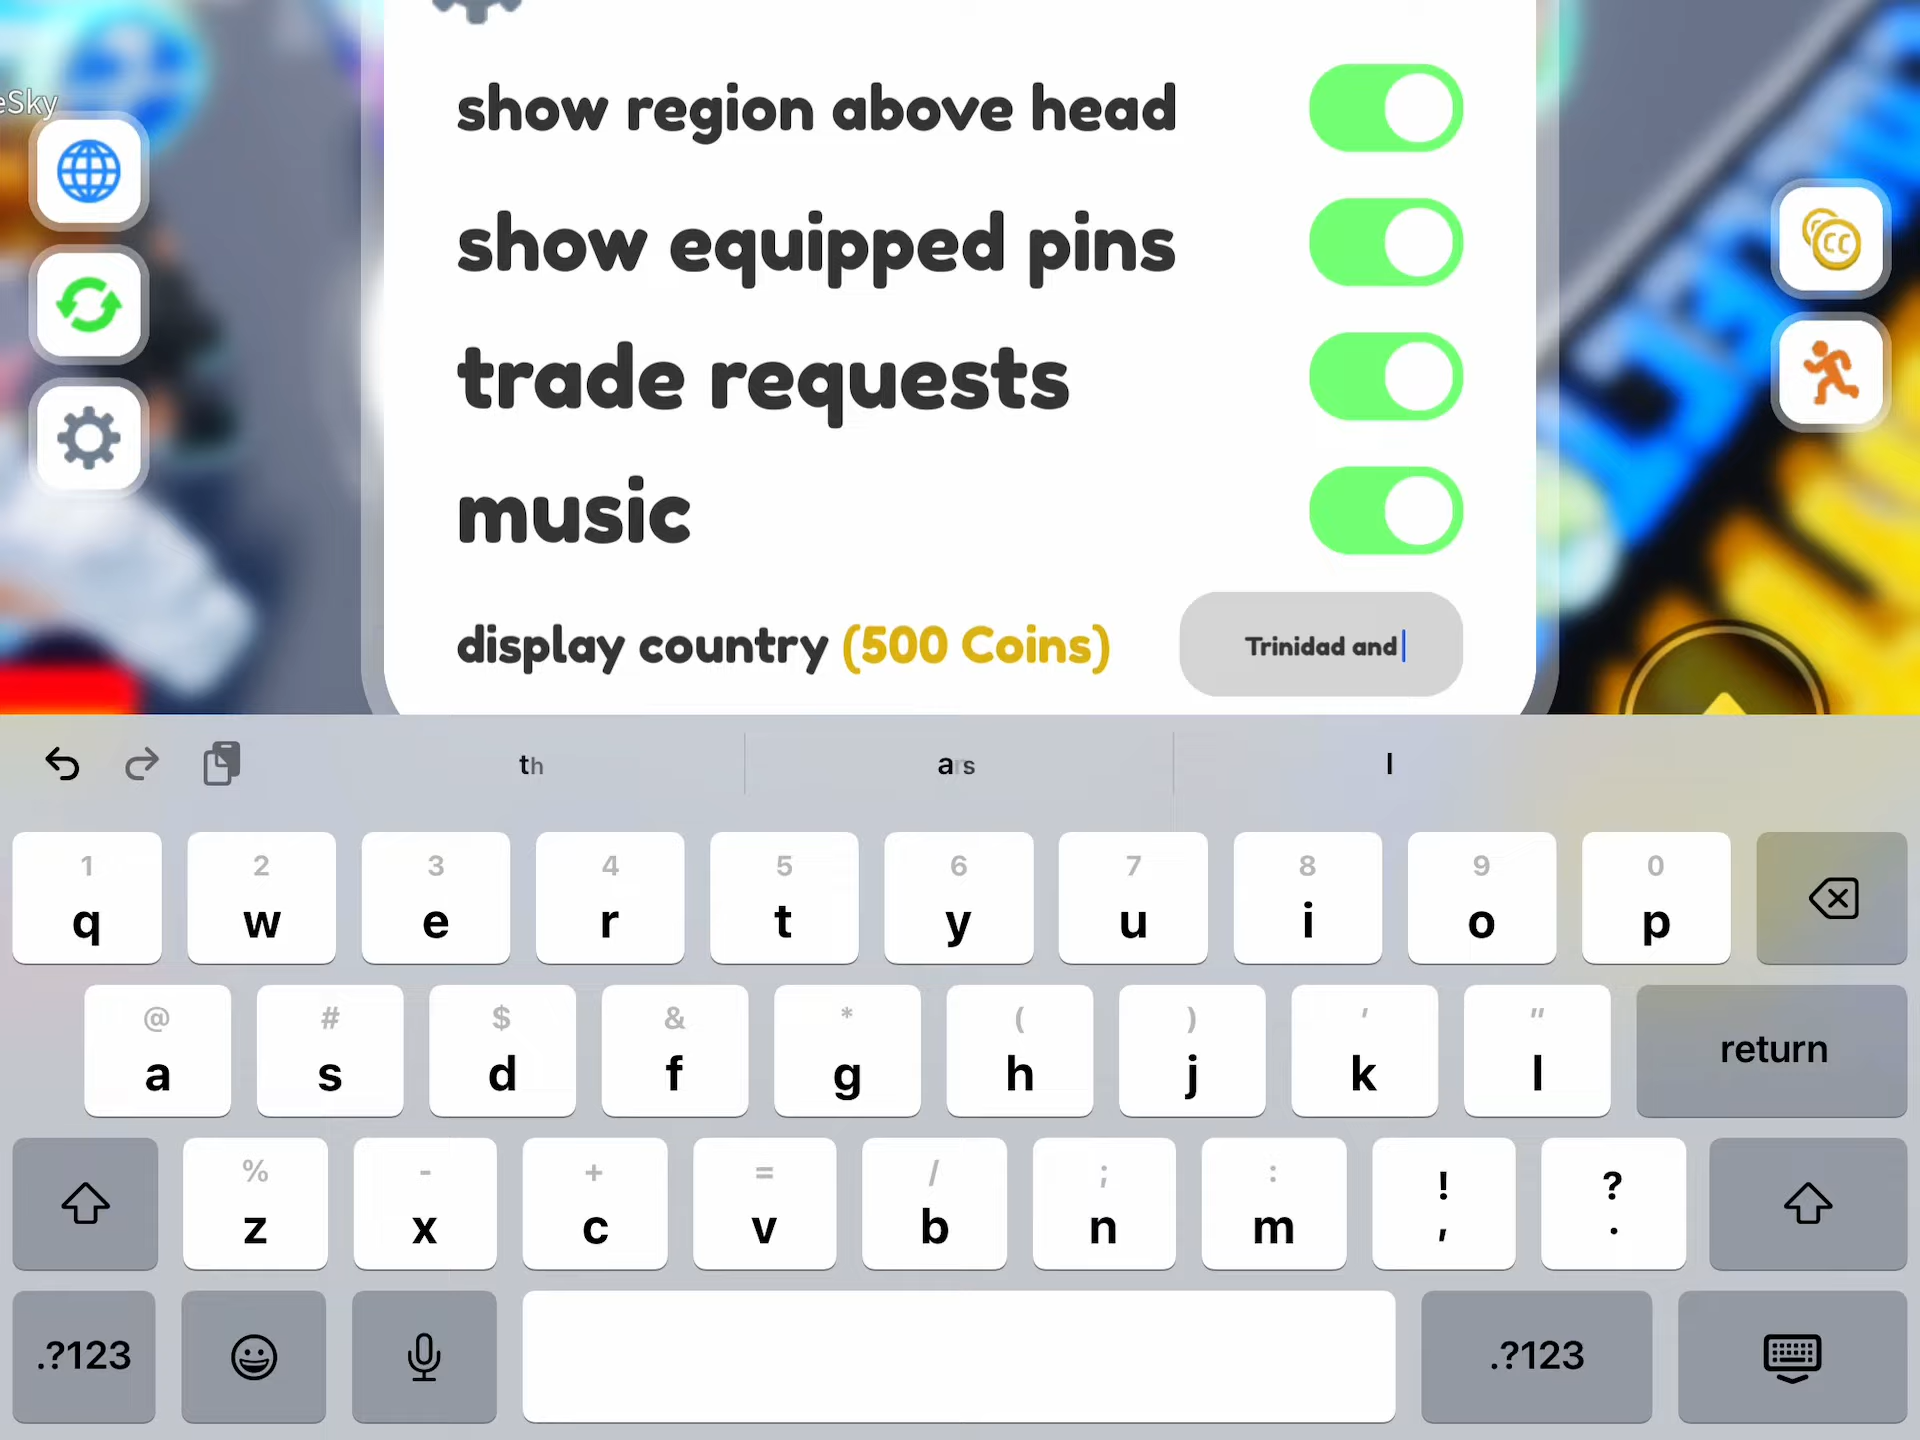 eSky
show region above head
show equipped pins
CC
trade requests
music
display country (500 Coins)
Trinidad and
1 2 3 4 5 6 7 8 9 0
q w e r t y u i o p
@ # $ & * ( ) ' "
a s d f g h j k l return
% - + = / ; : ! ?
z x c v b n m , .
.?123 .?123